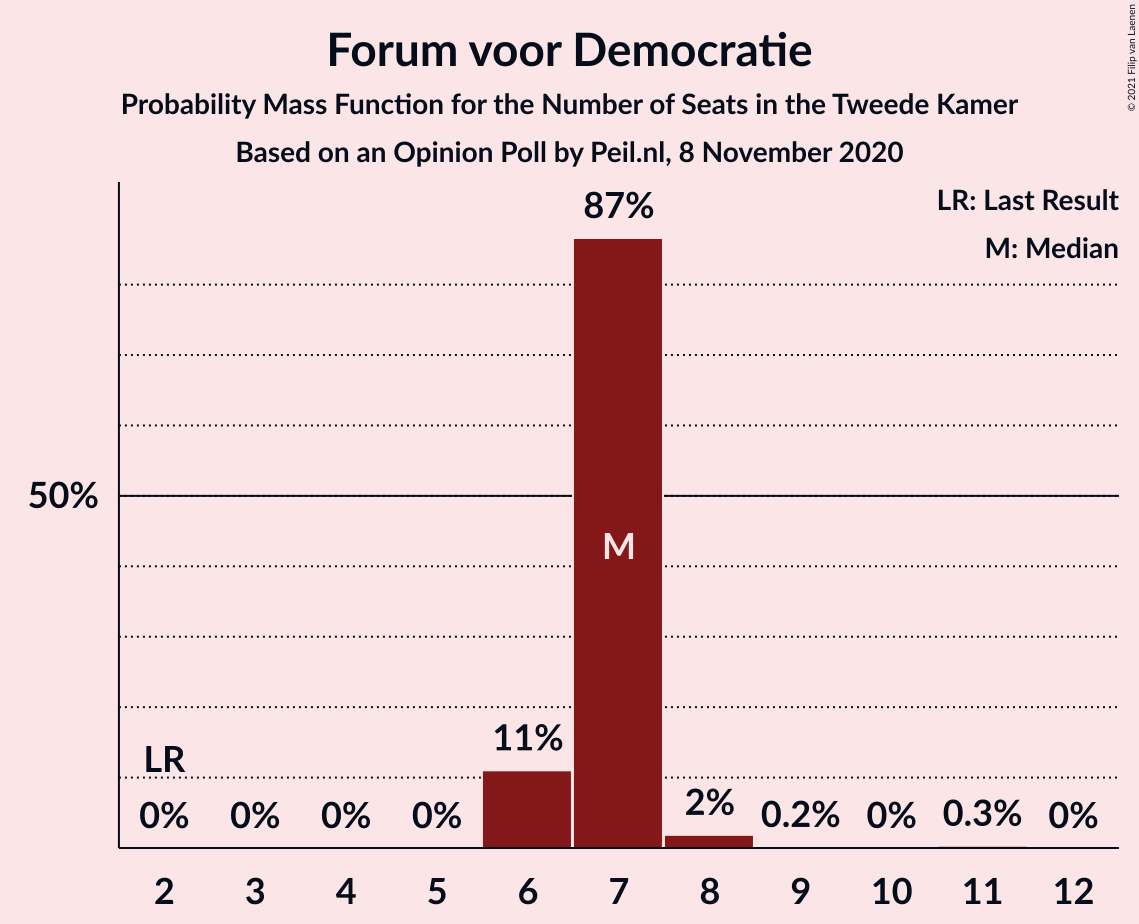 Forum voor Democratie
Probability Mass Function for the Number of Seats in the Tweede Kamer
Based on an Opinion Poll by Peil.nl, 8 November 2020
© 2021 Filip van Laenen
LR: Last Result
M: Median
87%
50%
M
11%
LR
2%
0% 0% 0% 0% 0.2% 0% 0.3% 0%
2 3 4 5 6 7 8 9 10 11 12